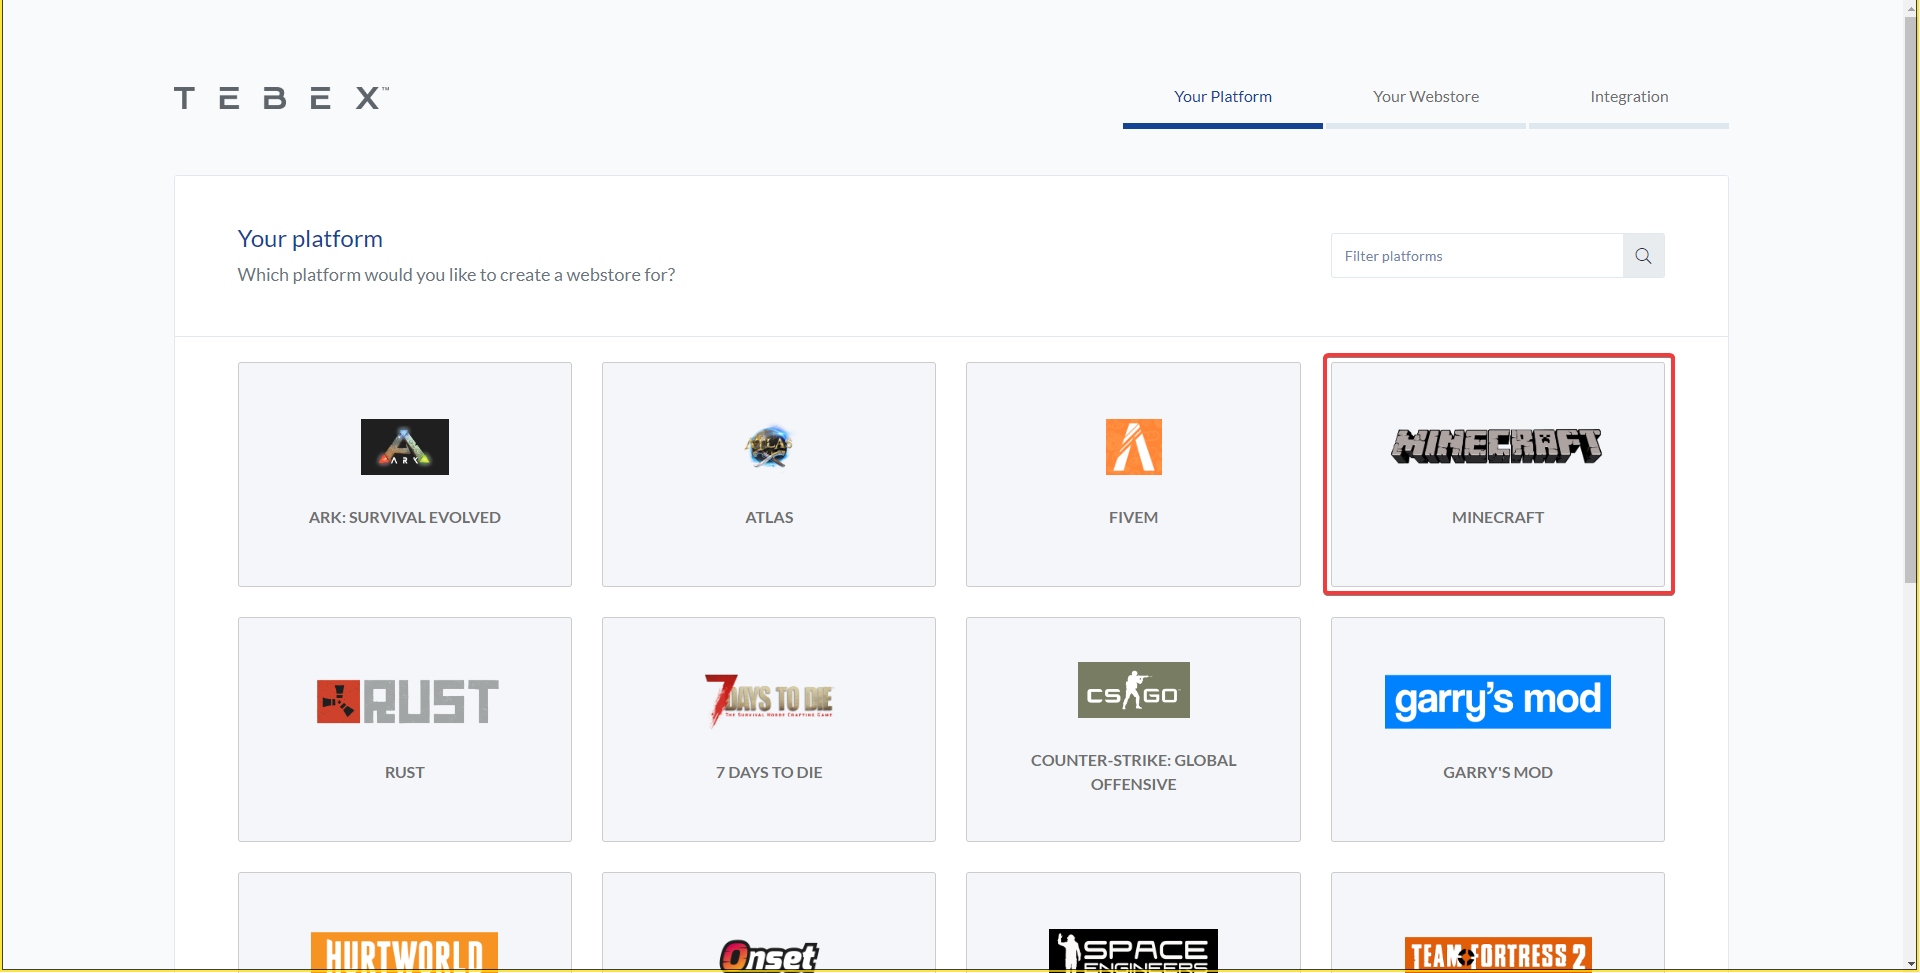 TEBEX™
Your Platform
Your Webstore
Integration
Your platform
Which platform would you like to create a webstore for?
Filter platforms
ARK
ATLAS
MINECRAFT
ARK: SURVIVAL EVOLVED
ATLAS
FIVEM
MINECRAFT
RUST
7 DAYS TO DIE
THE SURVIVAL HORDE CRAFTING GAME
CS GO
garry's mod
RUST
7 DAYS TO DIE
COUNTER-STRIKE: GLOBAL
OFFENSIVE
GARRY'S MOD
HURTWORLD
Onset
SPACE
ENGINEERS
TEAM FORTRESS 2